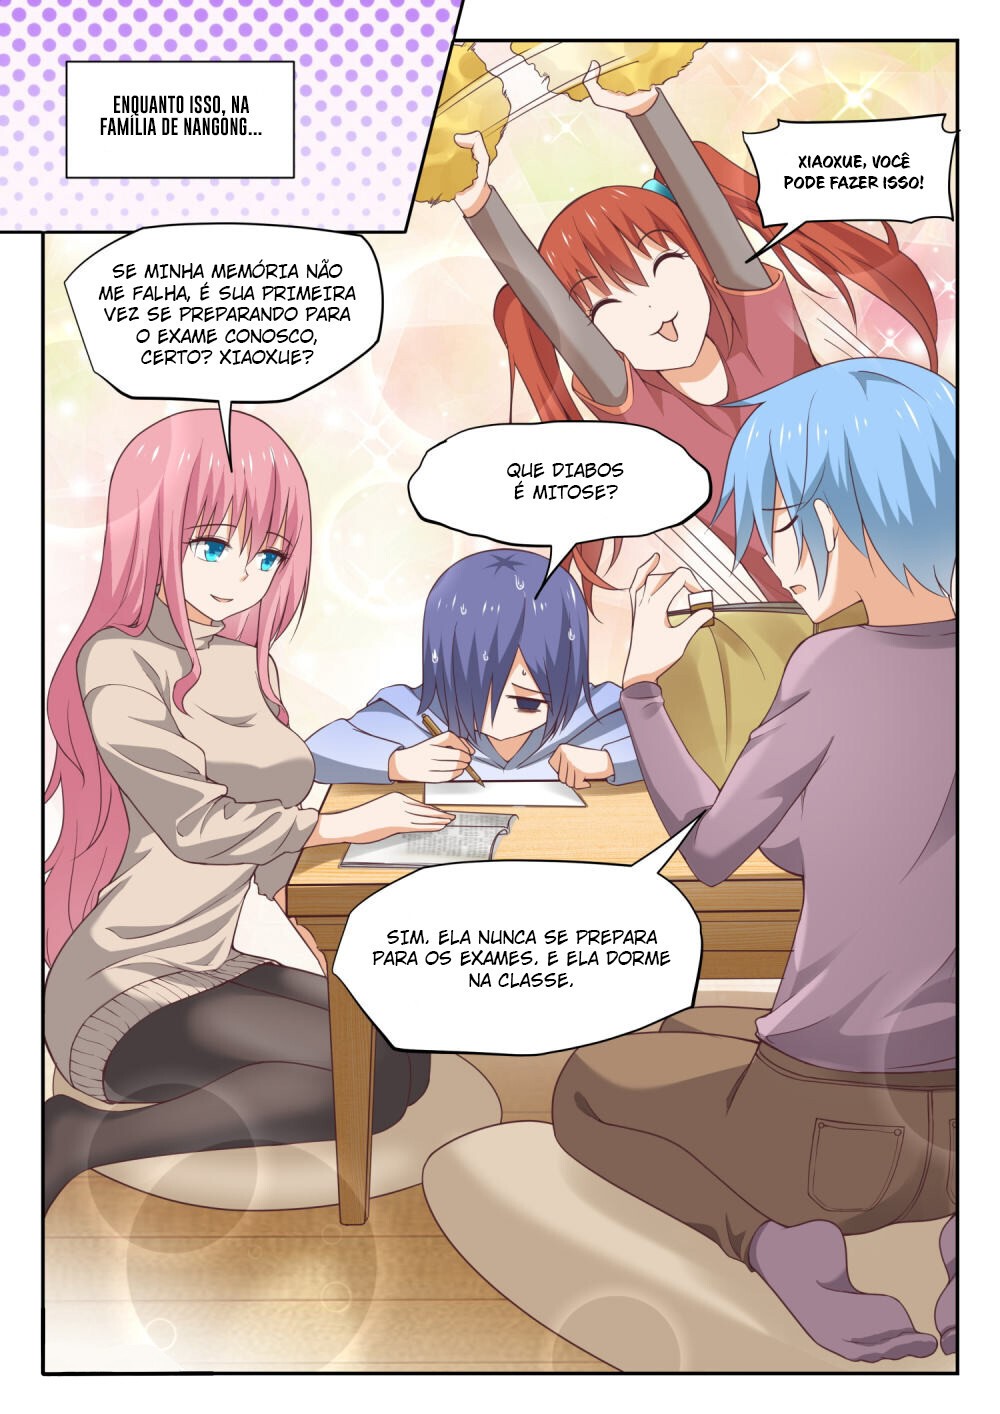 ENQUANTO ISSO, NA
FAMÍLIA DE NANGONG...
XIAOXUE, VOCÊ
PODE FAZER ISSO!
SE MINHA MEMÓRIA NÃO
ME FALHA, É SUA PRIMEIRA
VEZ SE PREPARANDO PARA
O EXAME CONOSCO,
CERTO? XIAOXUE?
QUE DIABOS
É MITOSE?
SIM. ELA NUNCA SE PREPARA
PARA OS EXAMES. E ELA DORME
NA CLASSE.